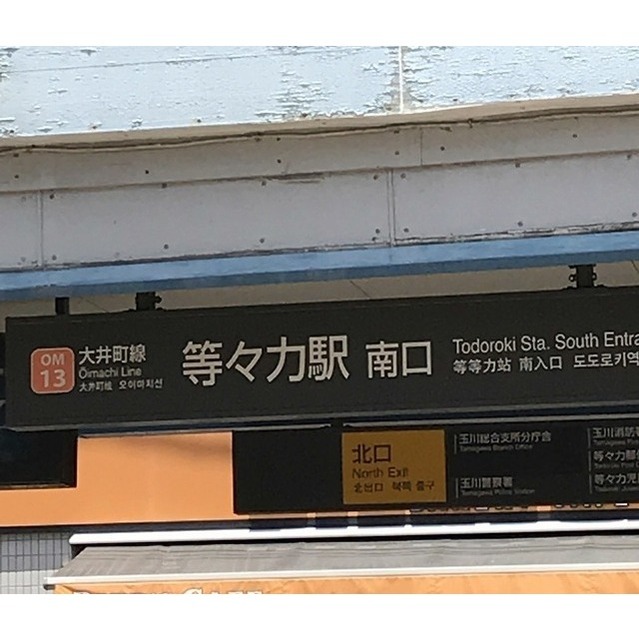 OM
13
大井町線
Ōimachi Line
大井町线 오이마치선
等々力駅 南口
Todoroki Sta. South Entra
等等力站 南入口 도도로키역
北口
North Exit
北出口 북쪽 출구
玉川総合支所分庁舎
Tamagawa Branch Office
玉川警察署
Tamagawa Police Station
玉川消防署
等々力郵
等々力児